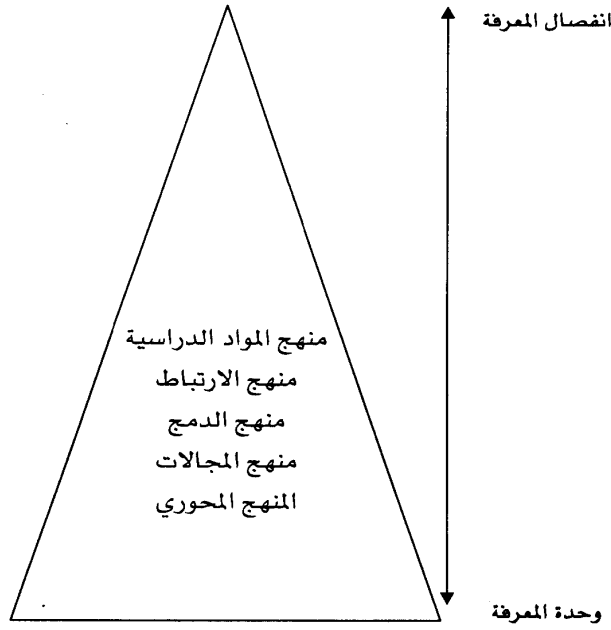 انفصال المعرفة
منهج المواد الدراسية
منهج الارتباط
منهج الدمج
منهج المجالات
المنهج المحوري
وحدة المعرفة